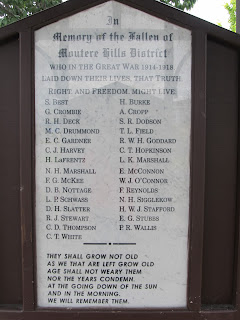 In
Memory of the Fallen of
Moutere Hills District
WHO IN THE GREAT WAR 1914-1918
LAID DOWN THEIR LIVES, THAT TRUTH
RIGHT AND FREEDOM, MIGHT LIVE
S. BEST H. BURKE
G. CROMBIE A. CROPP
R. H. DECK S. R. DODSON
M. C. DRUMMOND T. L. FIELD
E. C. GARDNER R. W. H. GODDARD
C. J. HARVEY C. T. HOPKINSON
H. LAFRENTZ L. K. MARSHALL
N. H. MARSHALL E. MCCONNON
F. G. MCKEE W. J. O'CONNOR
D. B. NOTTAGE F. REYNOLDS
L. P. SCHWASS N. H. SIGGLEKOW
D. H. SLATTER H. W. J. STAFFORD
R. J. STEWART E. G. STUBBS
C. D. THOMPSON P. R. WALLIS
C. T. WHITE
THEY SHALL GROW NOT OLD
AS WE THAT ARE LEFT GROW OLD
AGE SHALL NOT WEARY THEM
NOR THE YEARS CONDEMN.
AT THE GOING DOWN OF THE SUN
AND IN THE MORNING.
WE WILL REMEMBER THEM.